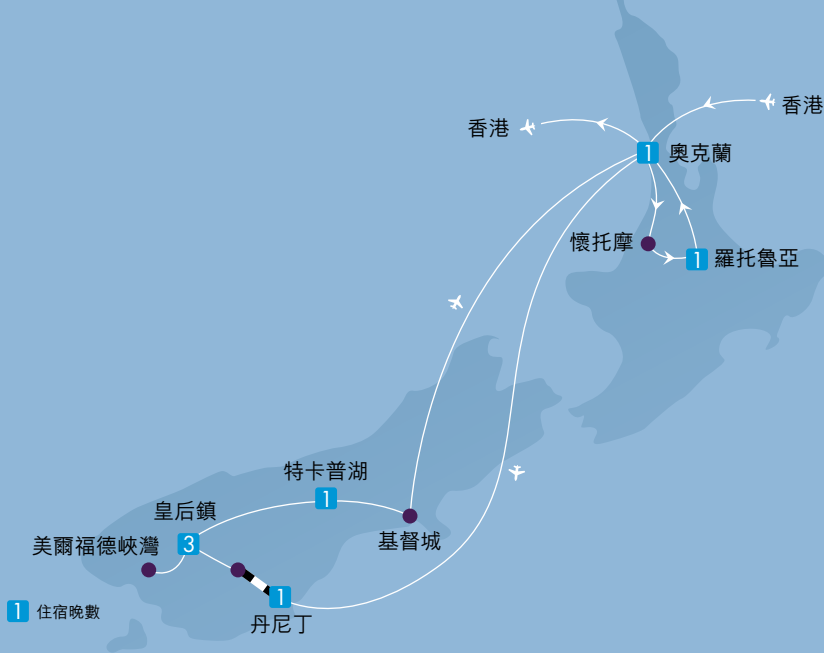 香港
香港
1 奧克蘭
懷托摩
1 羅托魯亞
特卡普湖
1
皇后鎮
基督城
美爾福德峽灣
3
1
丹尼丁
1 住宿晚數